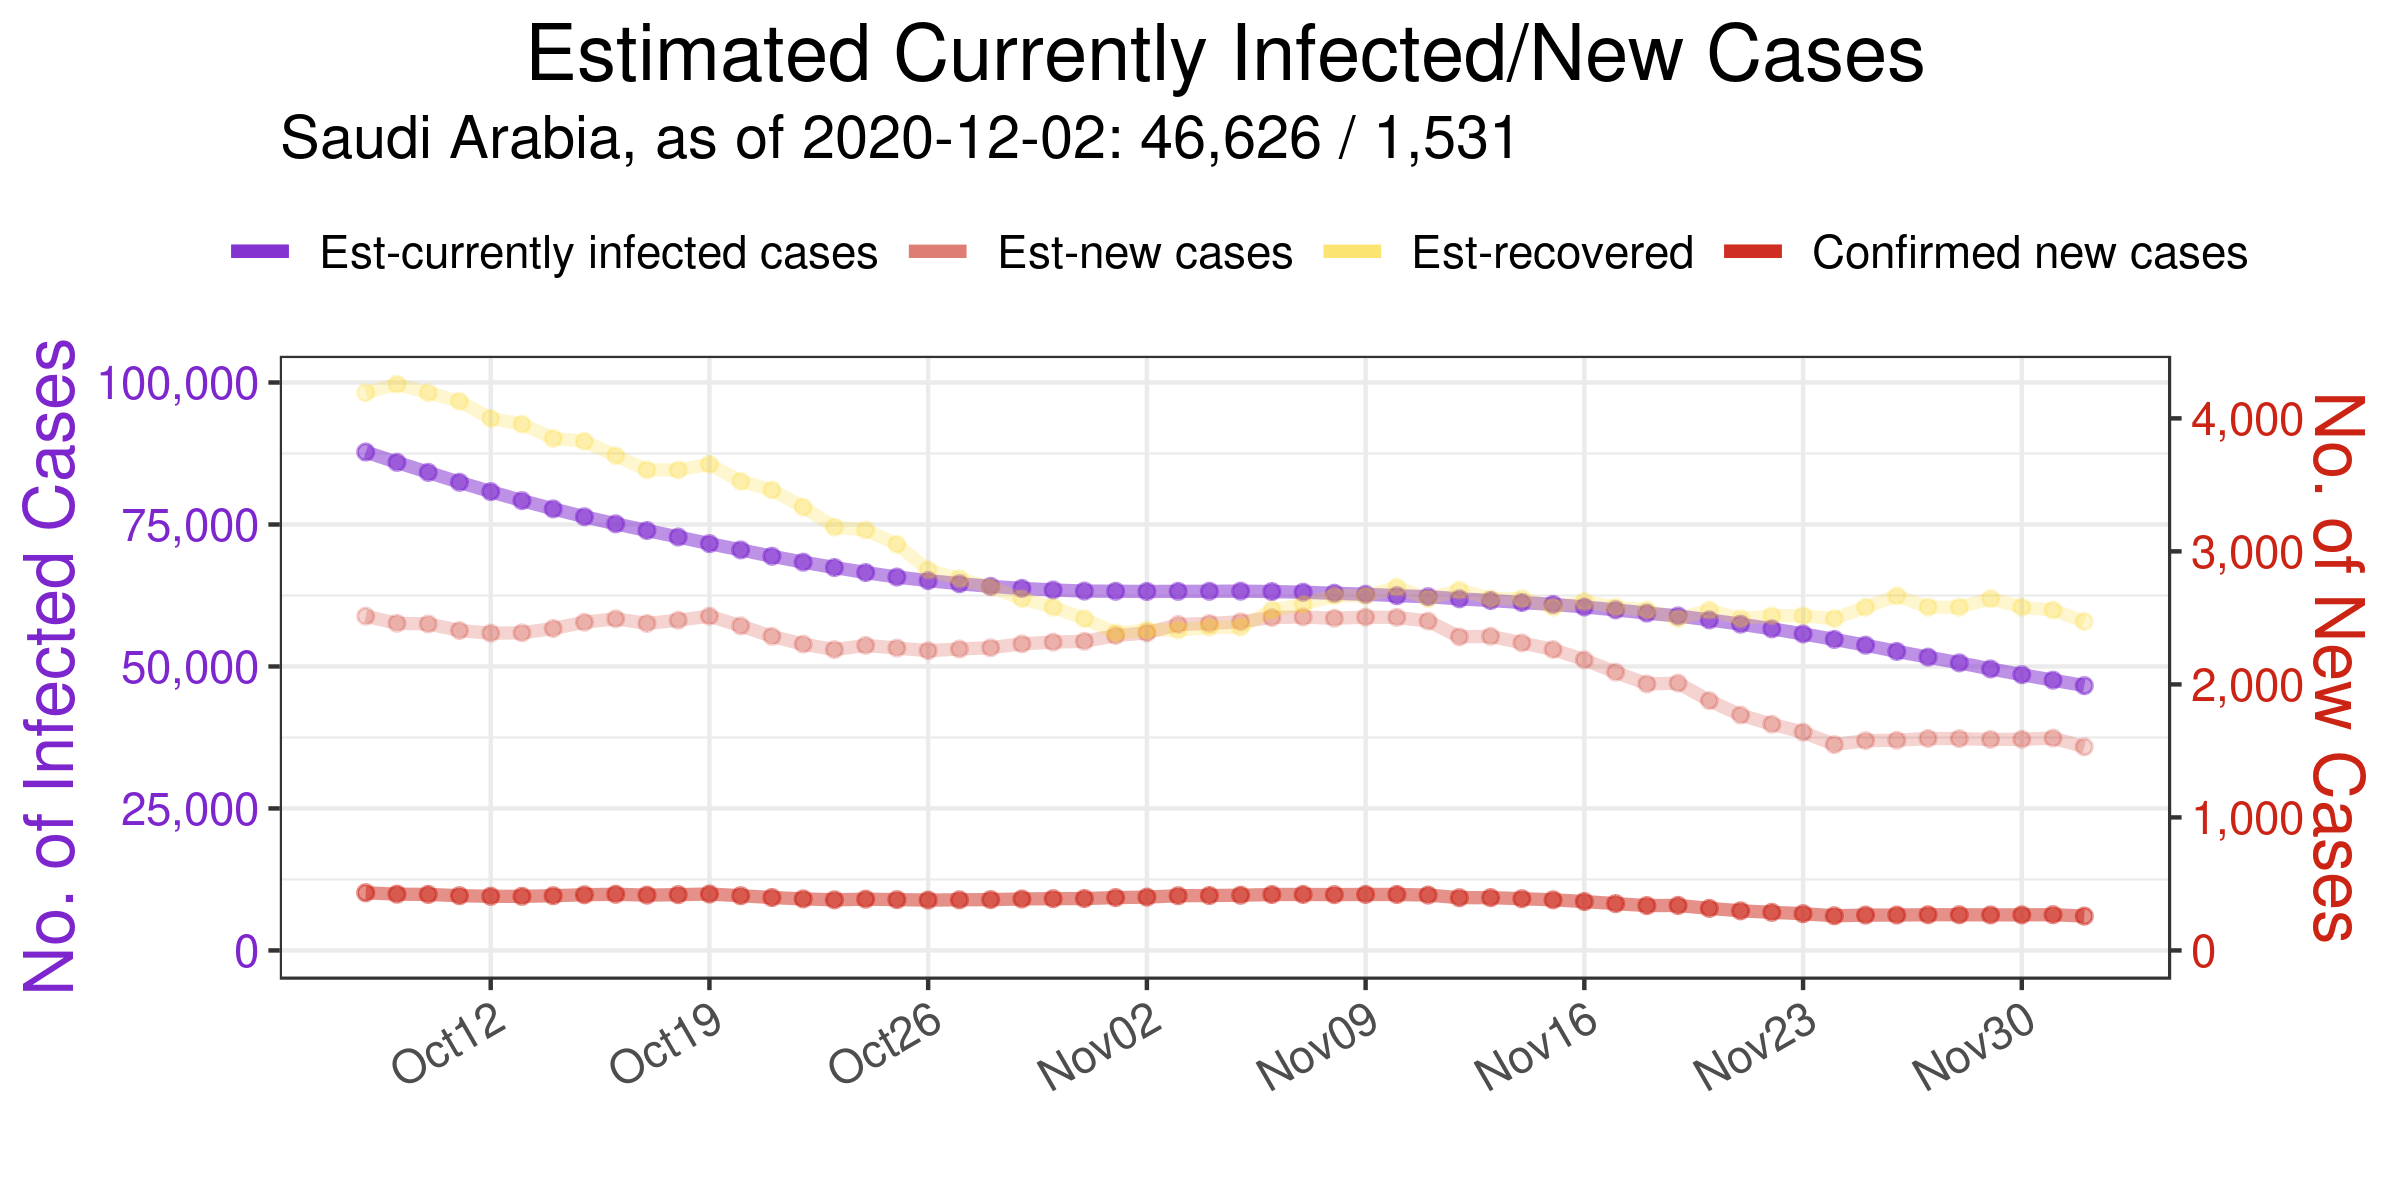 Estimated Currently Infected/New Cases
Saudi Arabia, as of 2020-12-02: 46,626 / 1,531
Est-currently infected cases Est-new cases Est-recovered Confirmed new cases
No. of Infected Cases
100,000
75,000
50,000
25,000
0
4,000
3,000
2,000
1,000
0
No. of New Cases
Oct12 Oct19 Oct26 Nov02 Nov09 Nov16 Nov23 Nov30